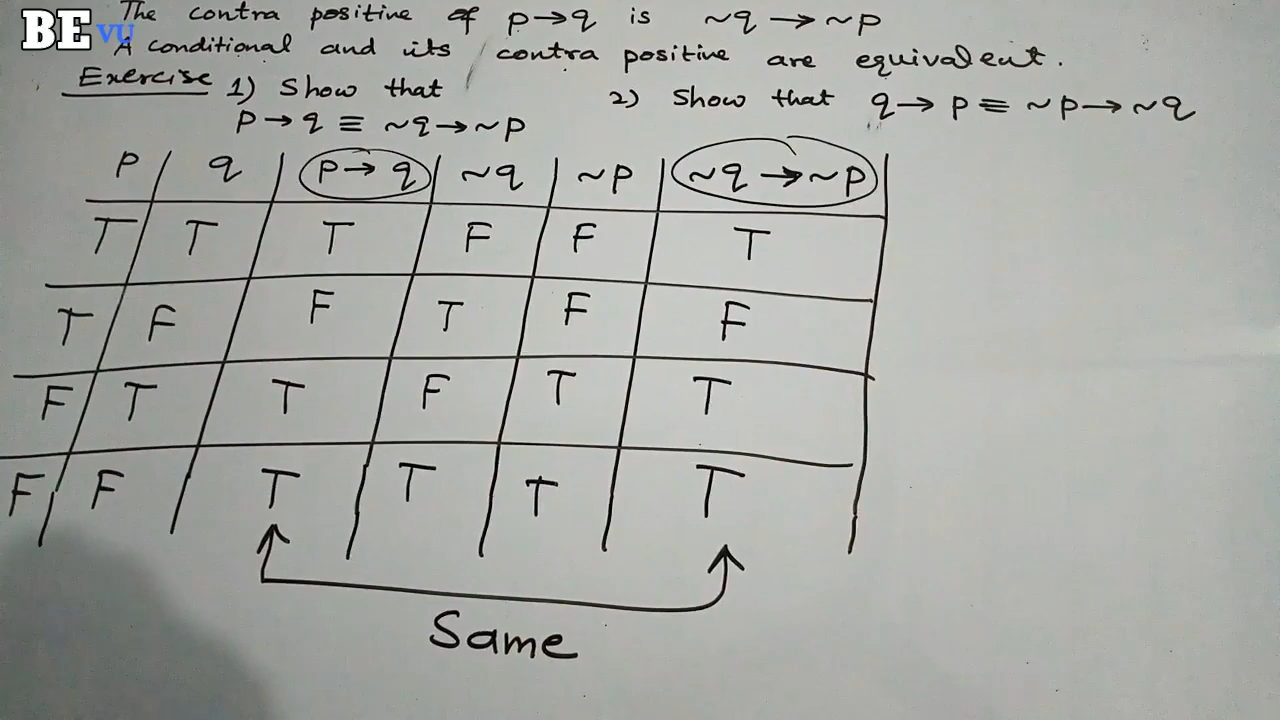 The contra positive of p→q is ~q → ~p
BE VU
A conditional and its contra positive are equivalent.
Exercise 1) Show that
p → q ≡ ~q → ~p
2) Show that q → p ≡ ~p → ~q
p q p → q ~q ~p ~q → ~p
T T T F F T
T F F T F F
F T T F T T
F F T T T T
Same